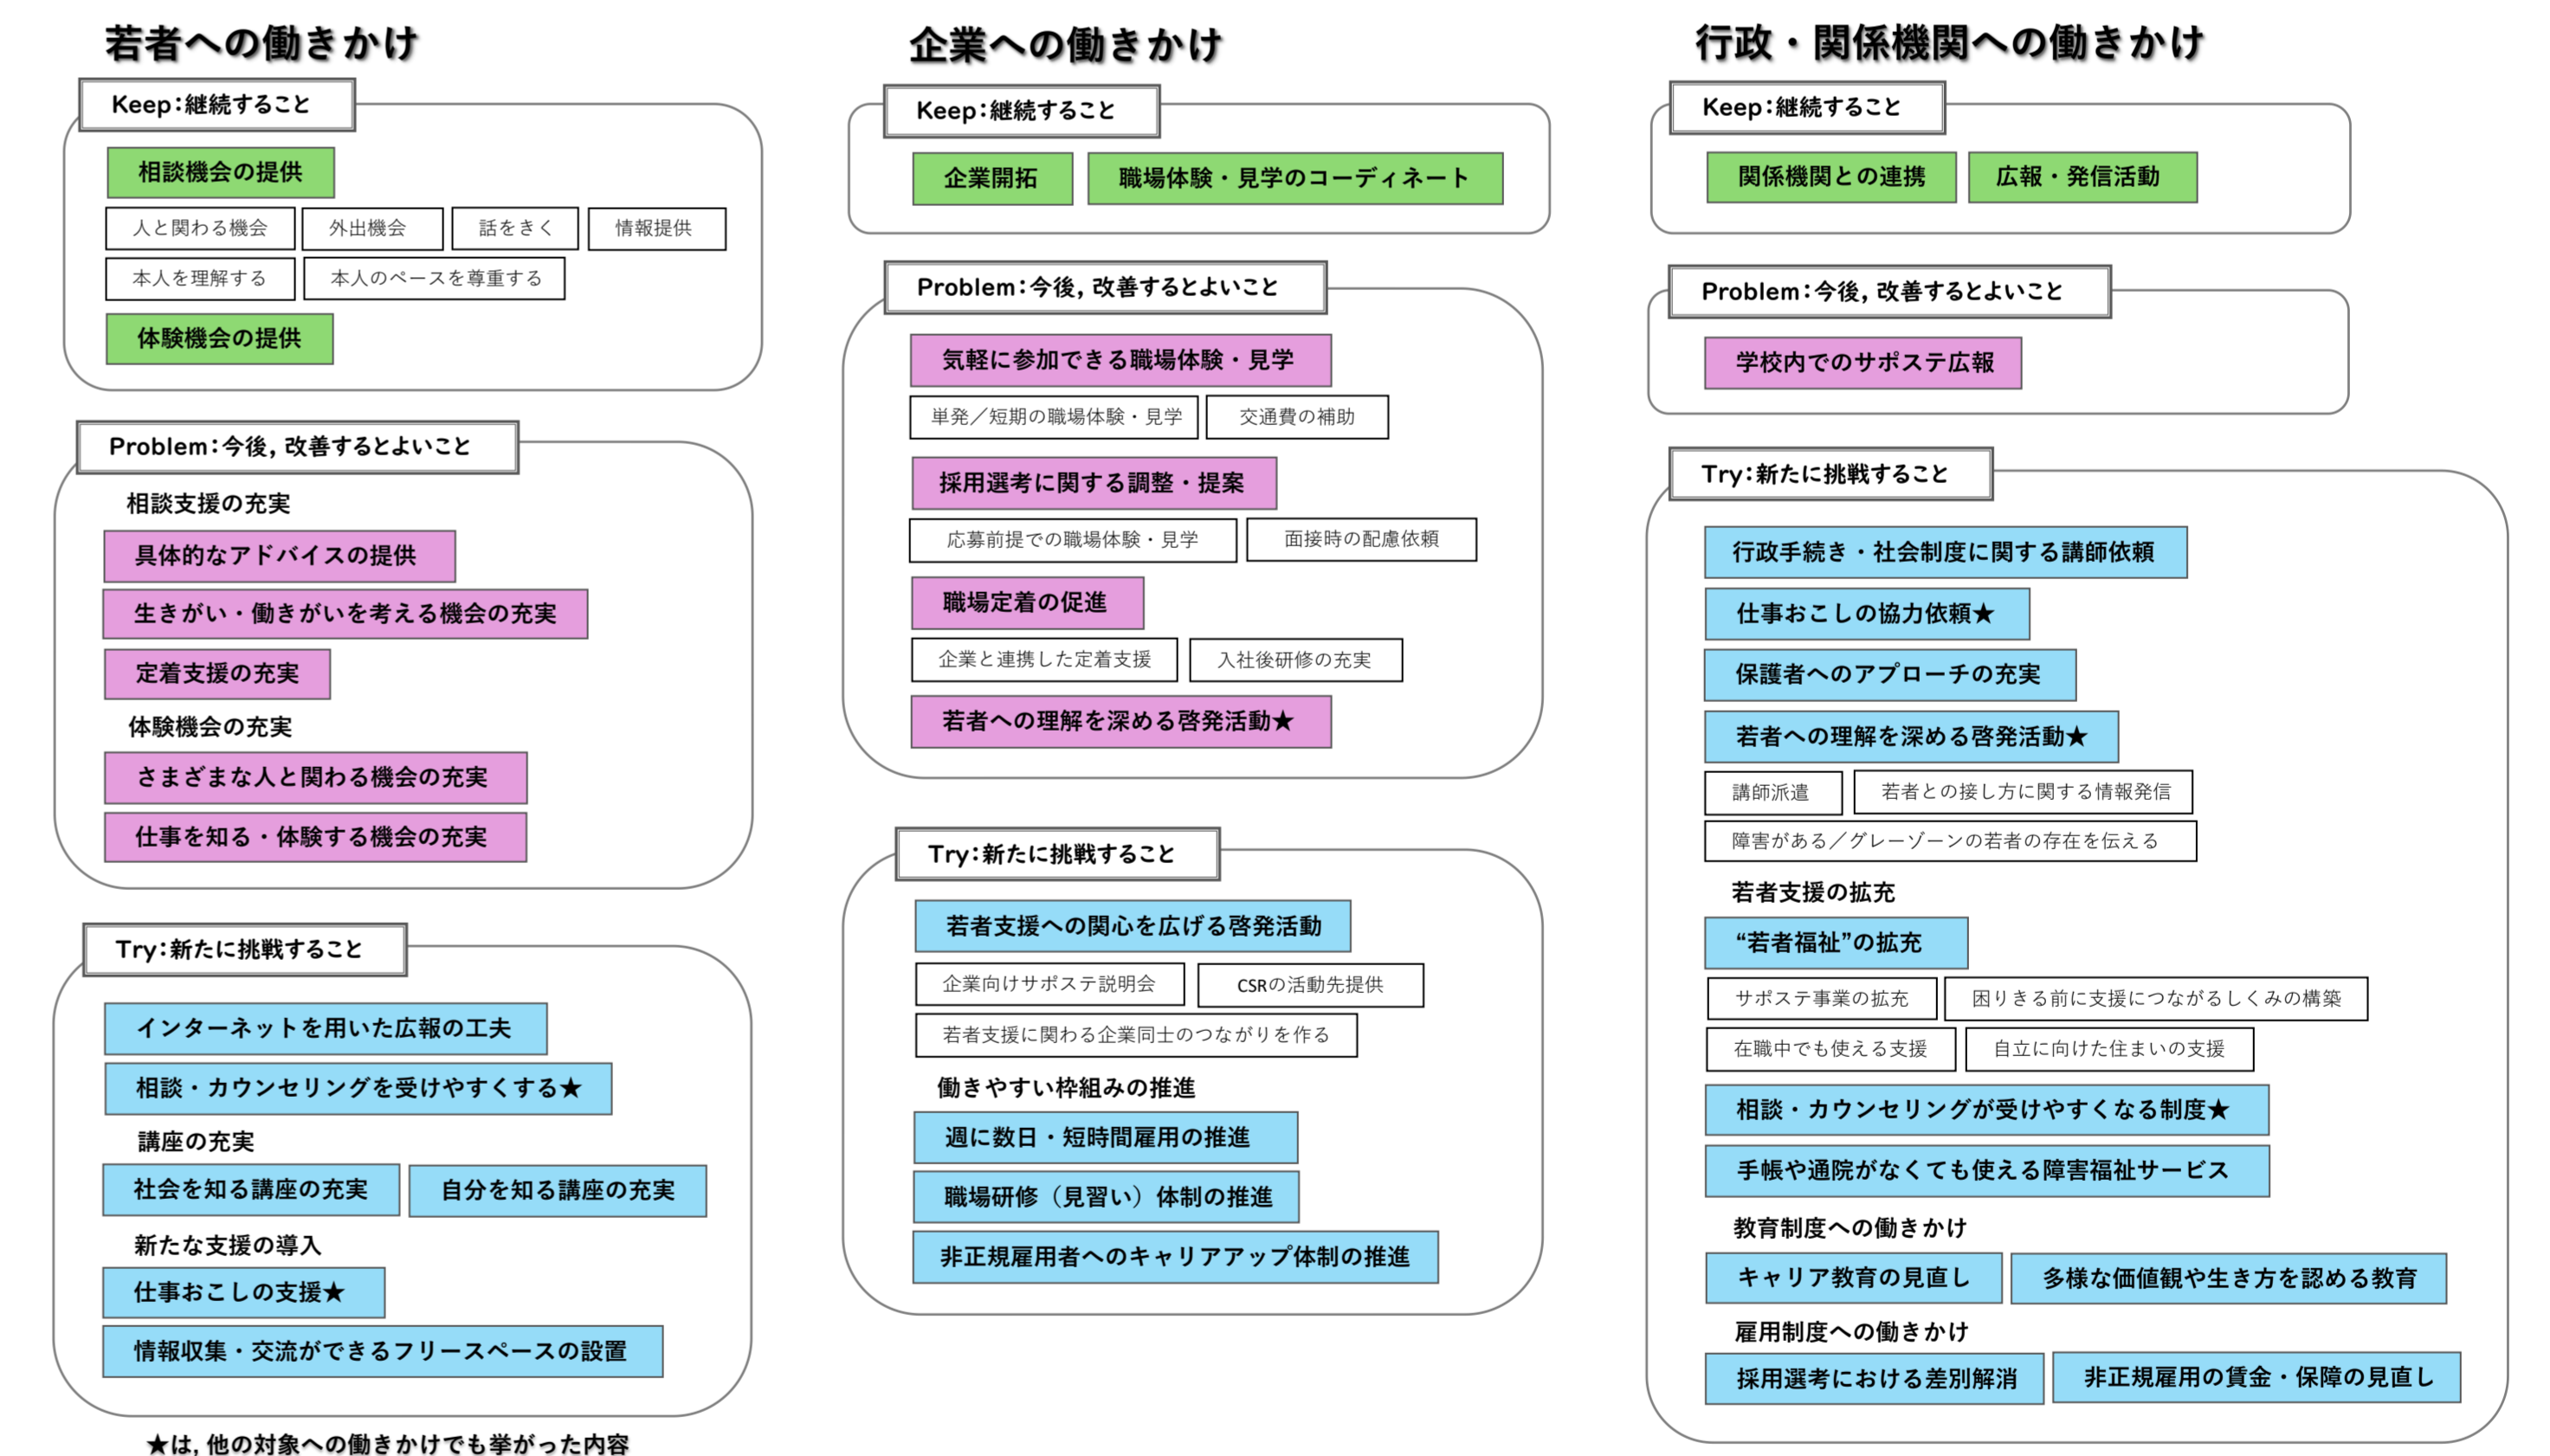 若者への働きかけ
Keep:継続すること
相談機会の提供
人と関わる機会 外出機会 話をきく 情報提供
本人を理解する 本人のペースを尊重する
体験機会の提供
Problem:今後, 改善するとよいこと
相談支援の充実
具体的なアドバイスの提供
生きがい・働きがいを考える機会の充実
定着支援の充実
体験機会の充実
さまざまな人と関わる機会の充実
仕事を知る・体験する機会の充実
Try:新たに挑戦すること
インターネットを用いた広報の工夫
相談・カウンセリングを受けやすくする★
講座の充実
社会を知る講座の充実 自分を知る講座の充実
新たな支援の導入
仕事おこしの支援★
情報収集・交流ができるフリースペースの設置
★は, 他の対象への働きかけでも挙がった内容
企業への働きかけ
Keep:継続すること
企業開拓 職場体験・見学のコーディネート
Problem:今後, 改善するとよいこと
気軽に参加できる職場体験・見学
単発／短期の職場体験・見学 交通費の補助
採用選考に関する調整・提案
応募前提での職場体験・見学 面接時の配慮依頼
職場定着の促進
企業と連携した定着支援 入社後研修の充実
若者への理解を深める啓発活動★
Try:新たに挑戦すること
若者支援への関心を広げる啓発活動
企業向けサポステ説明会 CSRの活動先提供
若者支援に関わる企業同士のつながりを作る
働きやすい枠組みの推進
週に数日・短時間雇用の推進
職場研修（見習い）体制の推進
非正規雇用者へのキャリアアップ体制の推進
行政・関係機関への働きかけ
Keep:継続すること
関係機関との連携 広報・発信活動
Problem:今後, 改善するとよいこと
学校内でのサポステ広報
Try:新たに挑戦すること
行政手続き・社会制度に関する講師依頼
仕事おこしの協力依頼★
保護者へのアプローチの充実
若者への理解を深める啓発活動★
講師派遣 若者との接し方に関する情報発信
障害がある／グレーゾーンの若者の存在を伝える
若者支援の拡充
“若者福祉”の拡充
サポステ事業の拡充 困りきる前に支援につながるしくみの構築
在職中でも使える支援 自立に向けた住まいの支援
相談・カウンセリングが受けやすくなる制度★
手帳や通院がなくても使える障害福祉サービス
教育制度への働きかけ
キャリア教育の見直し 多様な価値観や生き方を認める教育
雇用制度への働きかけ
採用選考における差別解消 非正規雇用の賃金・保障の見直し